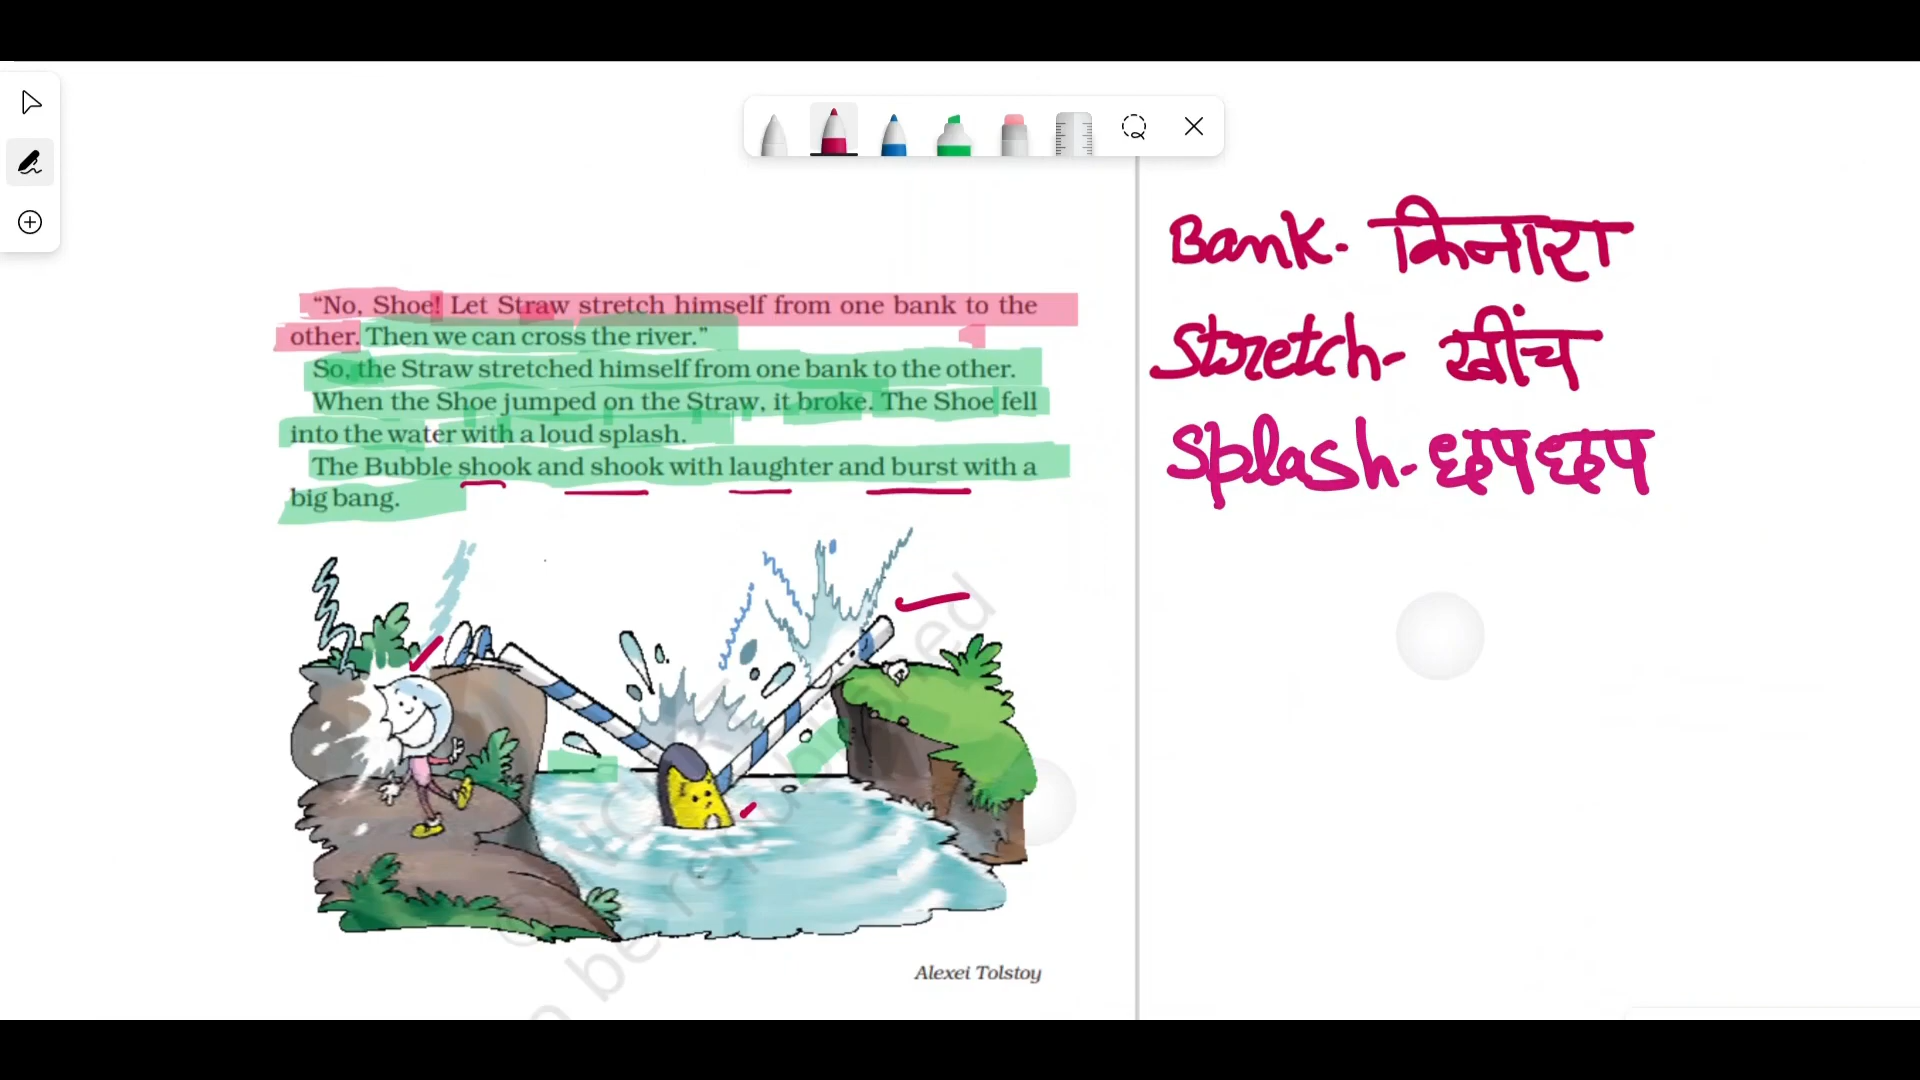 “No, Shoe! Let Straw stretch himself from one bank to the
other. Then we can cross the river.”
So, the Straw stretched himself from one bank to the other.
When the Shoe jumped on the Straw, it broke. The Shoe fell
into the water with a loud splash.
The Bubble shook and shook with laughter and burst with a
big bang.
Alexei Tolstoy
Bank- किनारा
Stretch- खींच
Splash- छपछप
be republished